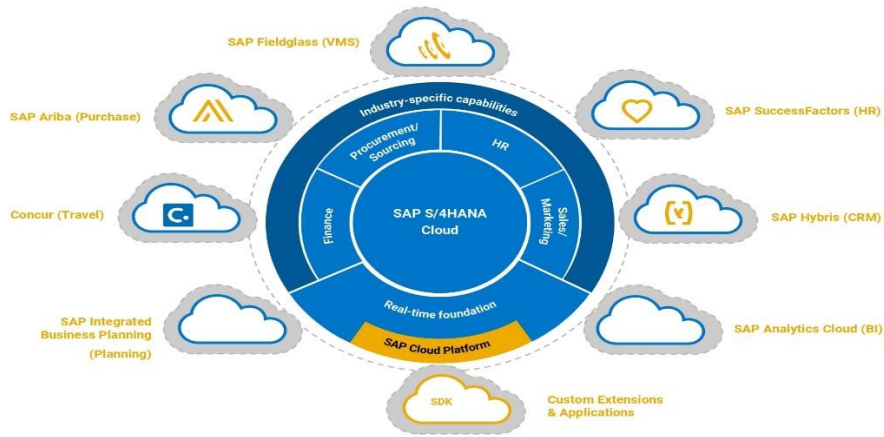 SAP Fieldglass (VMS)
SAP Ariba (Purchase)
SAP SuccessFactors (HR)
Industry-specific capabilities
Procurement/
Sourcing
HR
Concur (Travel)
C.
Finance
SAP S/4HANA
Cloud
Sales/
Marketing
SAP Hybris (CRM)
SAP Integrated
Business Planning
(Planning)
Real-time foundation
SAP Analytics Cloud (BI)
SAP Cloud Platform
SDK
Custom Extensions
& Applications